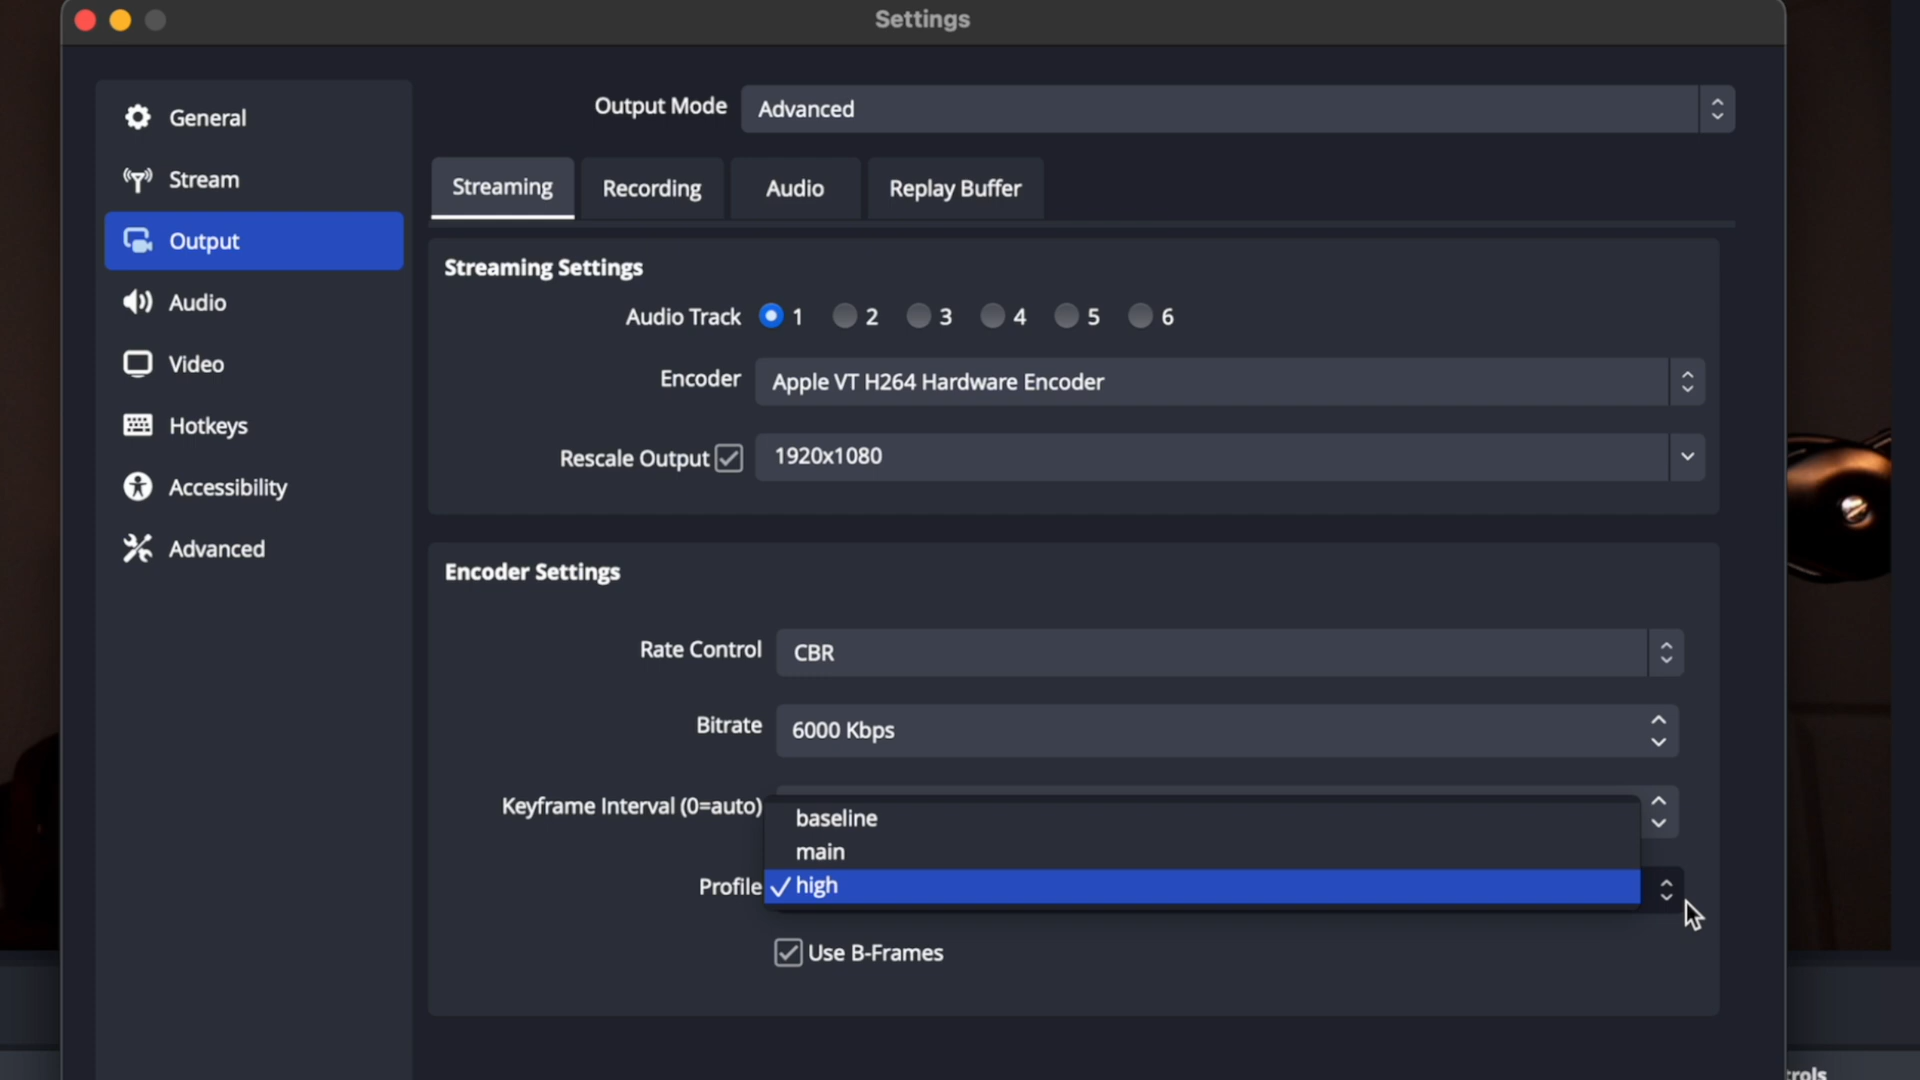 Settings
General
Stream
Output
Audio
Video
Hotkeys
Accessibility
Advanced
Output Mode Advanced
Streaming Recording Audio Replay Buffer
Streaming Settings
Audio Track 1 2 3 4 5 6
Encoder Apple VT H264 Hardware Encoder
Rescale Output 1920x1080
Encoder Settings
Rate Control CBR
Bitrate 6000 Kbps
Keyframe Interval (0=auto)
baseline
main
Profile high
Use B-Frames